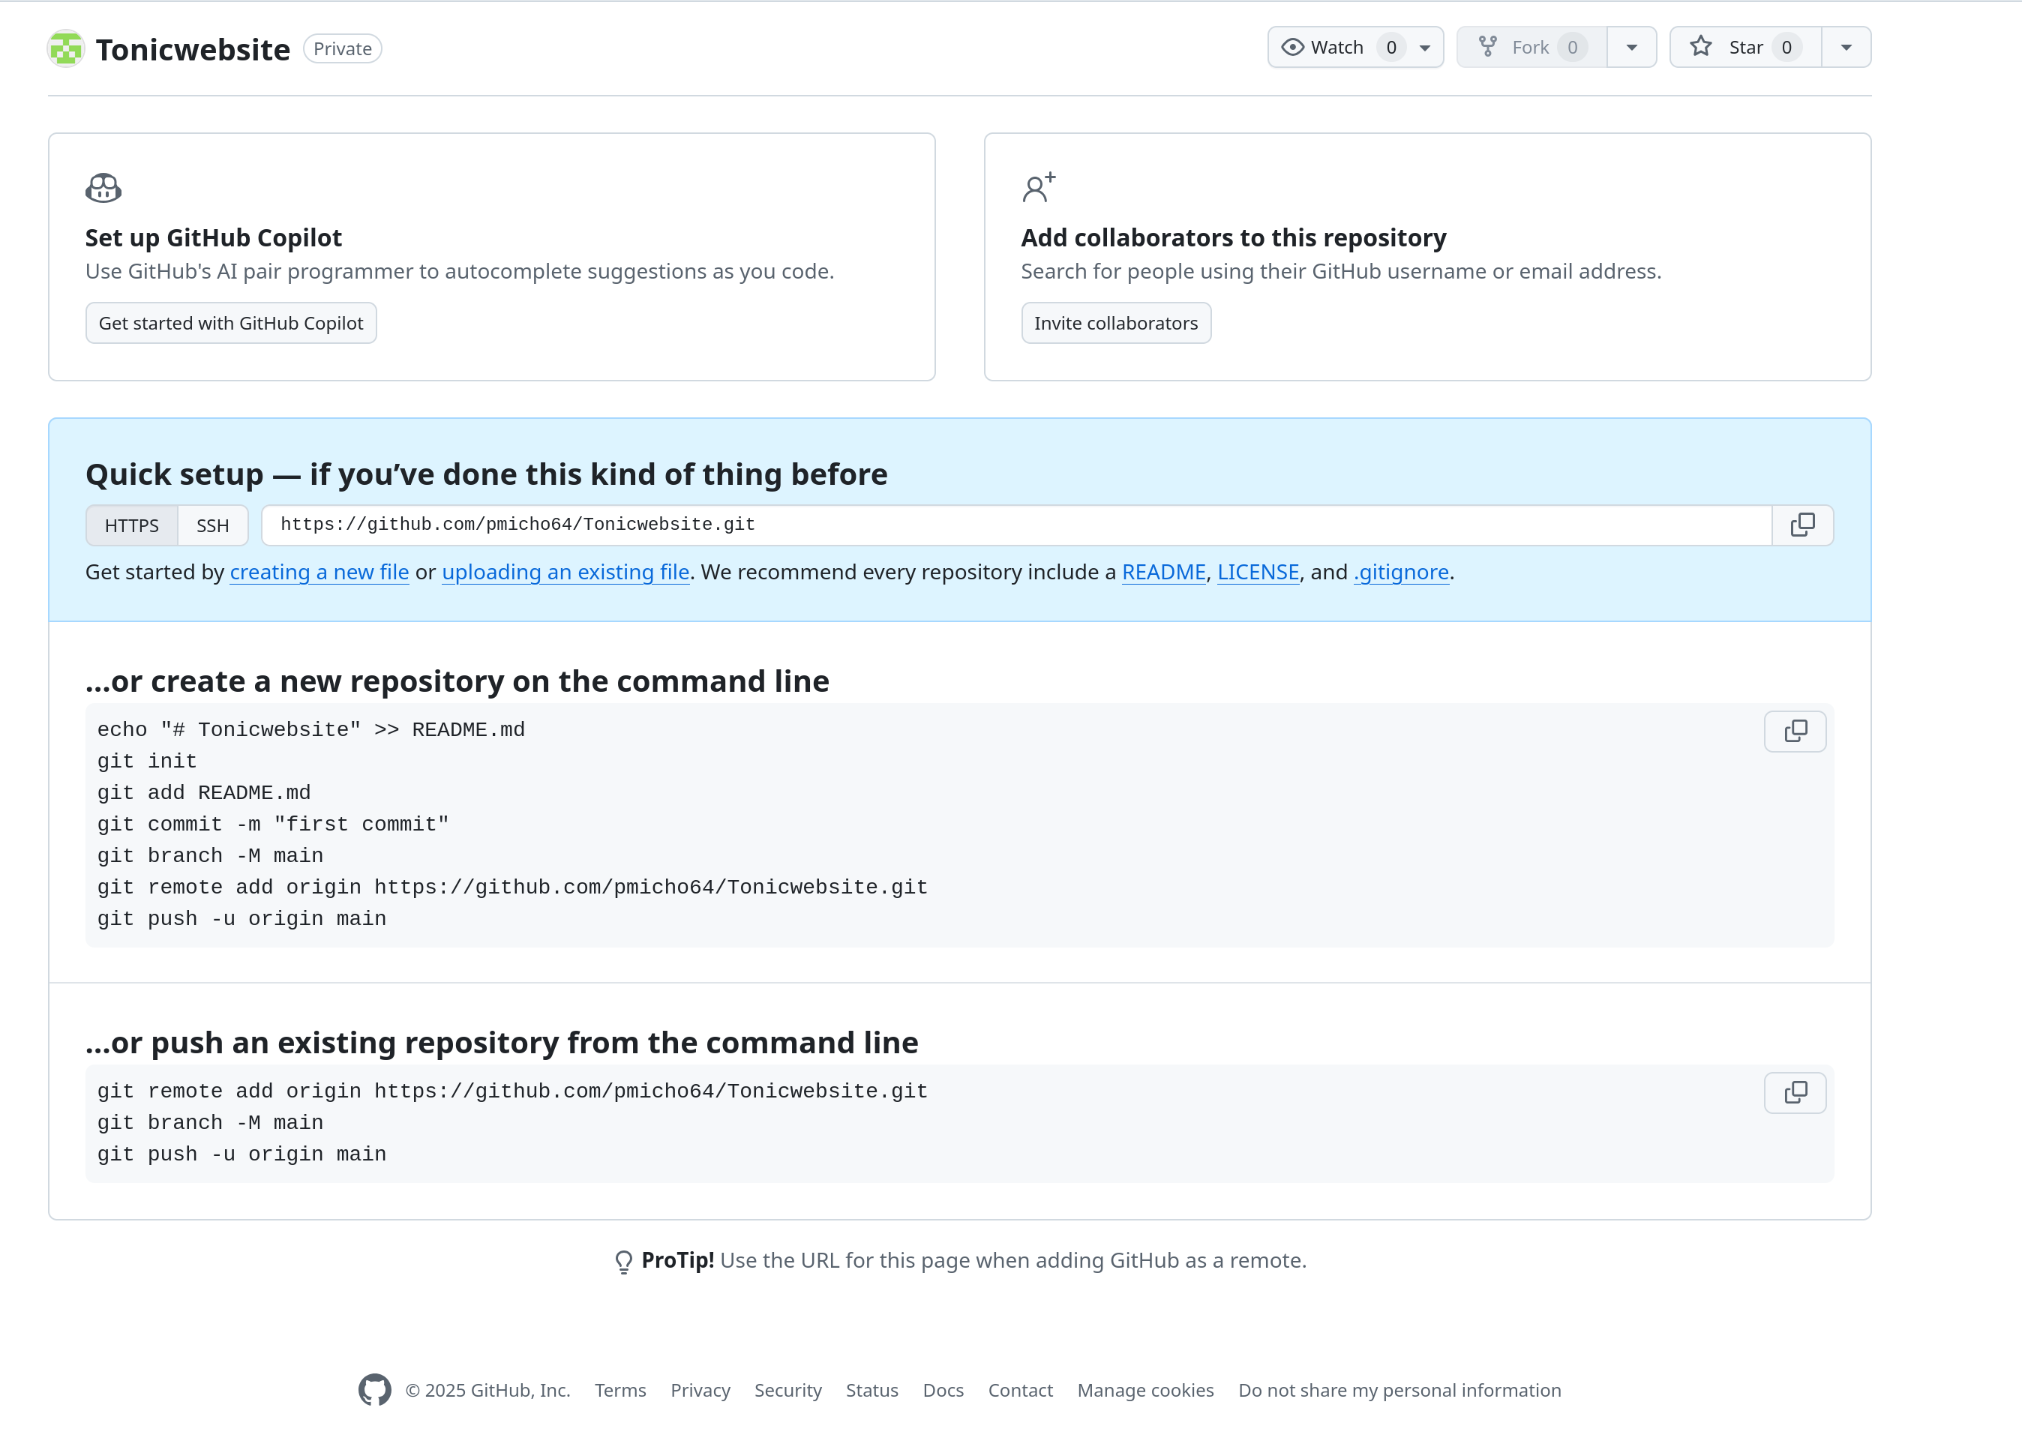 Tonicwebsite Private Watch 0 Fork 0 Star 0
Set up GitHub Copilot
Use GitHub's AI pair programmer to autocomplete suggestions as you code.
Get started with GitHub Copilot
Add collaborators to this repository
Search for people using their GitHub username or email address.
Invite collaborators
Quick setup — if you’ve done this kind of thing before
HTTPS SSH https://github.com/pmicho64/Tonicwebsite.git
Get started by creating a new file or uploading an existing file. We recommend every repository include a README, LICENSE, and .gitignore.
…or create a new repository on the command line
echo "# Tonicwebsite" >> README.md
git init
git add README.md
git commit -m "first commit"
git branch -M main
git remote add origin https://github.com/pmicho64/Tonicwebsite.git
git push -u origin main
…or push an existing repository from the command line
git remote add origin https://github.com/pmicho64/Tonicwebsite.git
git branch -M main
git push -u origin main
ProTip! Use the URL for this page when adding GitHub as a remote.
© 2025 GitHub, Inc. Terms Privacy Security Status Docs Contact Manage cookies Do not share my personal information